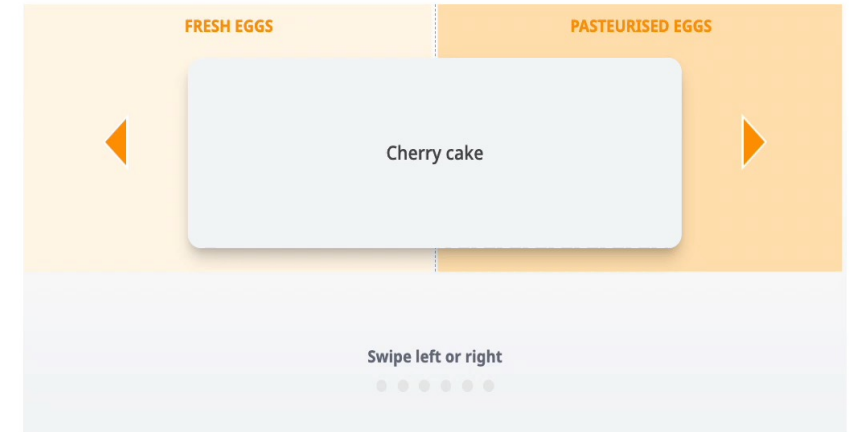 FRESH EGGS
PASTEURISED EGGS
Cherry cake
Swipe left or right